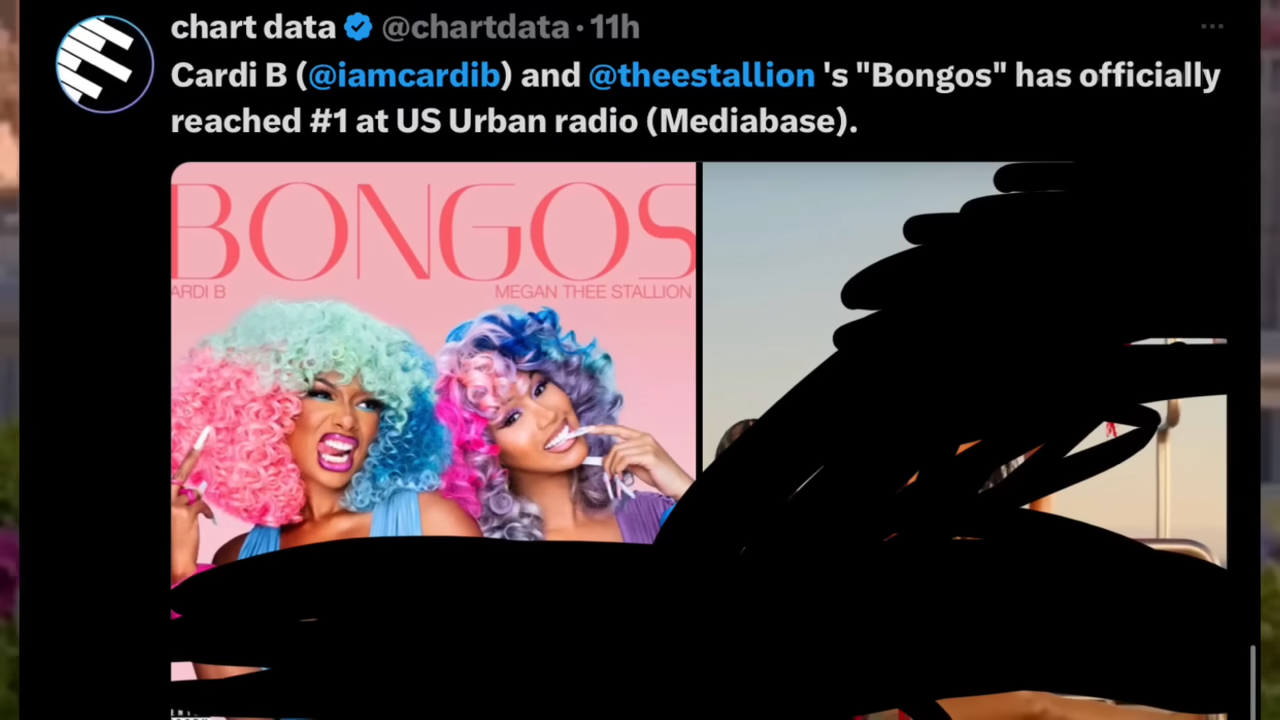 chart data @chartdata · 11h
Cardi B (@iamcardib) and @theestallion 's "Bongos" has officially
reached #1 at US Urban radio (Mediabase).
BONGOS
ARDI B MEGAN THEE STALLION